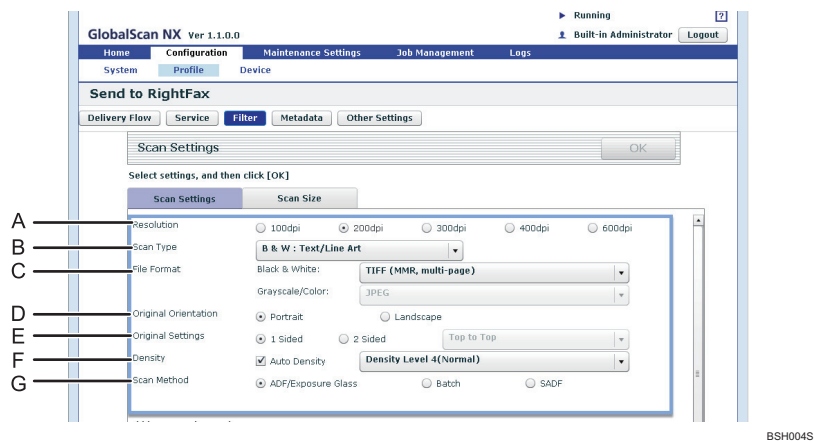 Running ?
GlobalScan NX Ver 1.1.0.0 Built-in Administrator Logout
Home Configuration Maintenance Settings Job Management Logs
System Profile Device
Send to RightFax
Delivery Flow Service Filter Metadata Other Settings
Scan Settings OK
Select settings, and then click [OK]
Scan Settings Scan Size
A Resolution 100dpi 200dpi 300dpi 400dpi 600dpi
B Scan Type B & W : Text/Line Art
C File Format Black & White: TIFF (MMR, multi-page)
Grayscale/Color: JPEG
D Original Orientation Portrait Landscape
E Original Settings 1 Sided 2 Sided Top to Top
F Density Auto Density Density Level 4(Normal)
G Scan Method ADF/Exposure Glass Batch SADF
BSH004S